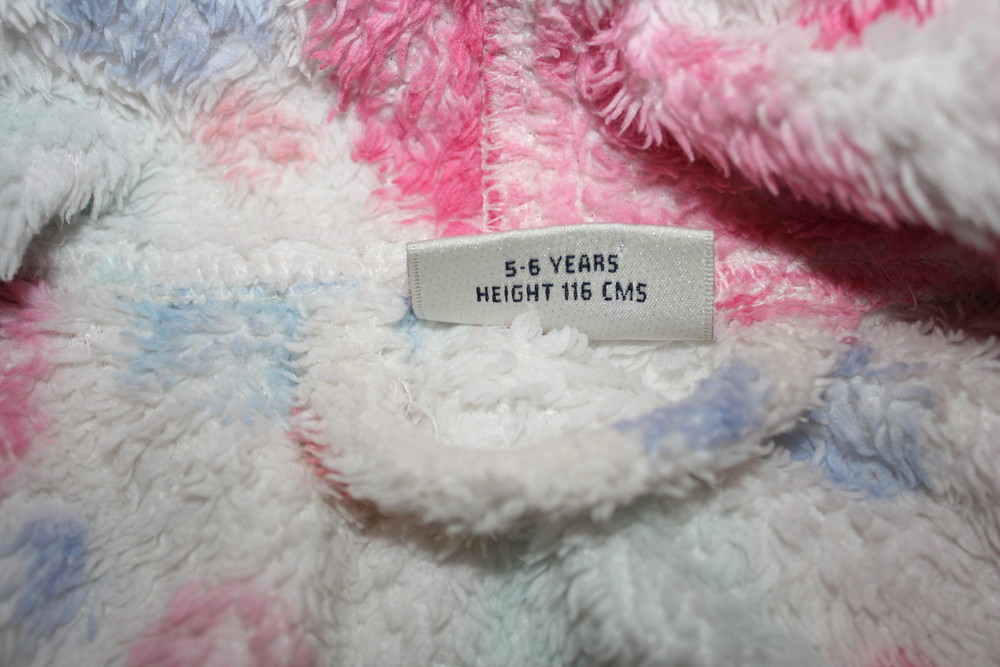 5-6 YEARS
HEIGHT 116 CMS